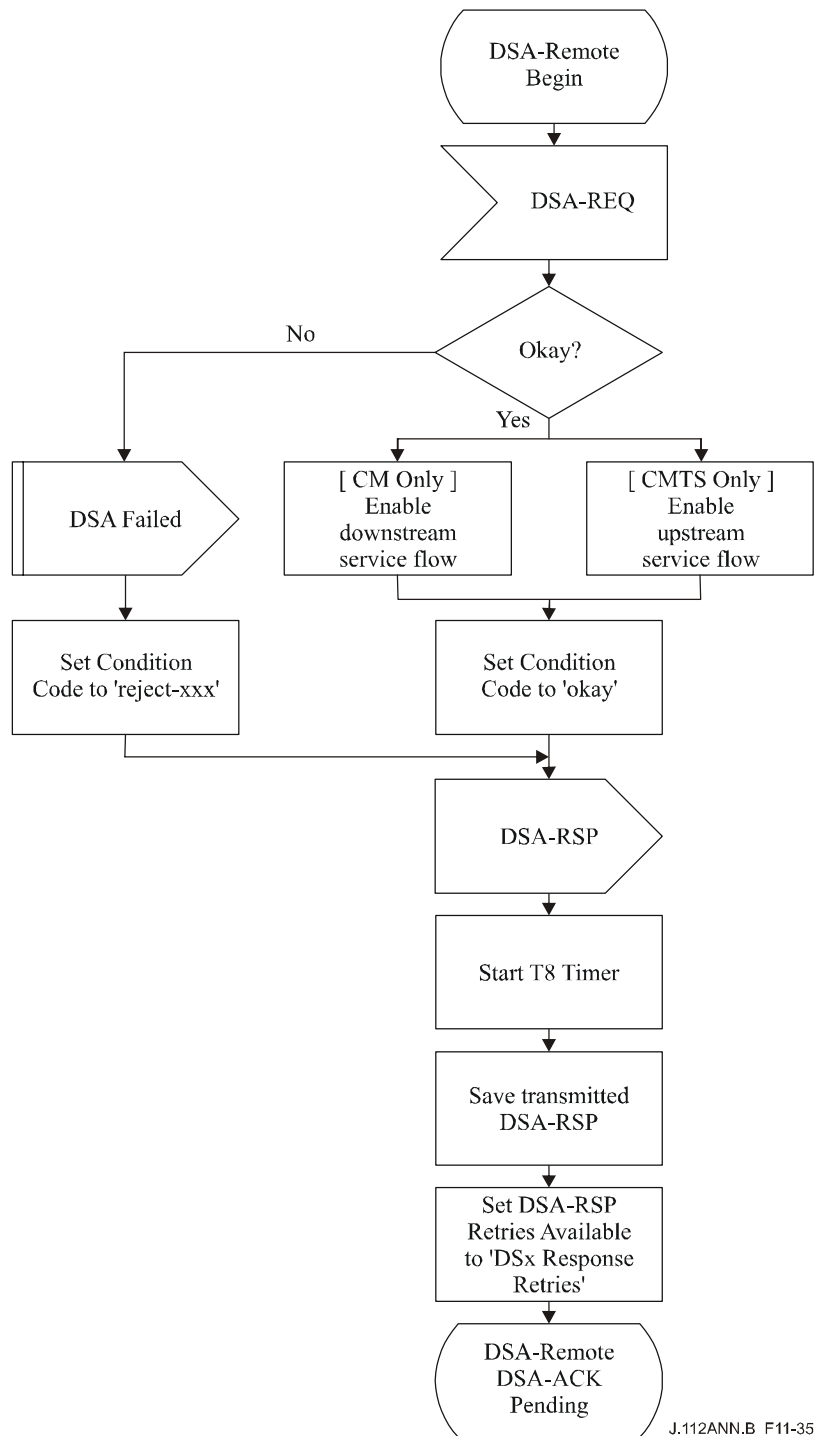 DSA-Remote
Begin
DSA-REQ
Okay?
No
Yes
DSA Failed
[ CM Only ]
Enable
downstream
service flow
[ CMTS Only ]
Enable
upstream
service flow
Set Condition
Code to 'reject-xxx'
Set Condition
Code to 'okay'
DSA-RSP
Start T8 Timer
Save transmitted
DSA-RSP
Set DSA-RSP
Retries Available
to 'DSx Response
Retries'
DSA-Remote
DSA-ACK
Pending
J.112ANN.B_F11-35